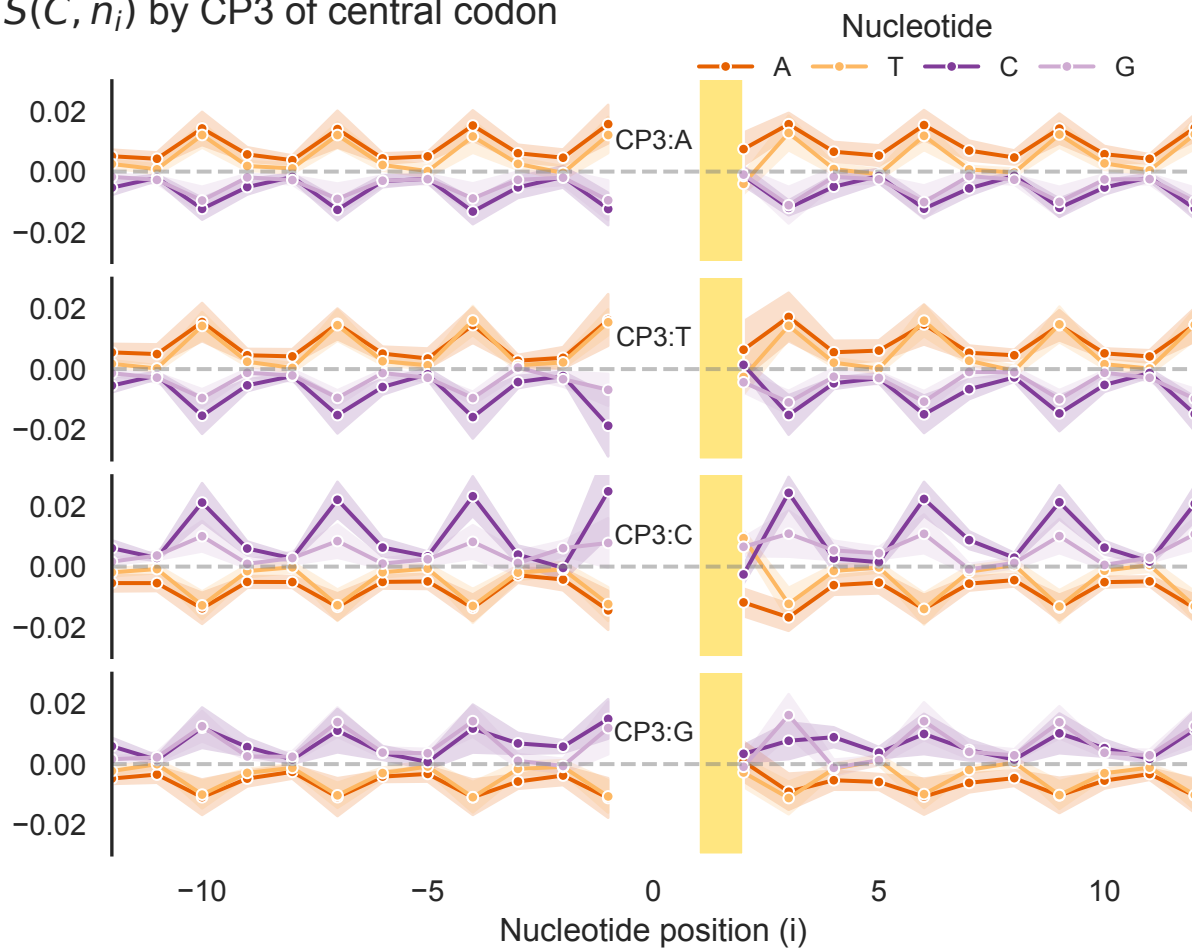 S(C, n_i) by CP3 of central codon
Nucleotide
A T C G
0.02
0.00
−0.02
CP3:A
0.02
0.00
−0.02
CP3:T
0.02
0.00
−0.02
CP3:C
0.02
0.00
−0.02
CP3:G
−10 −5 0 5 10
Nucleotide position (i)